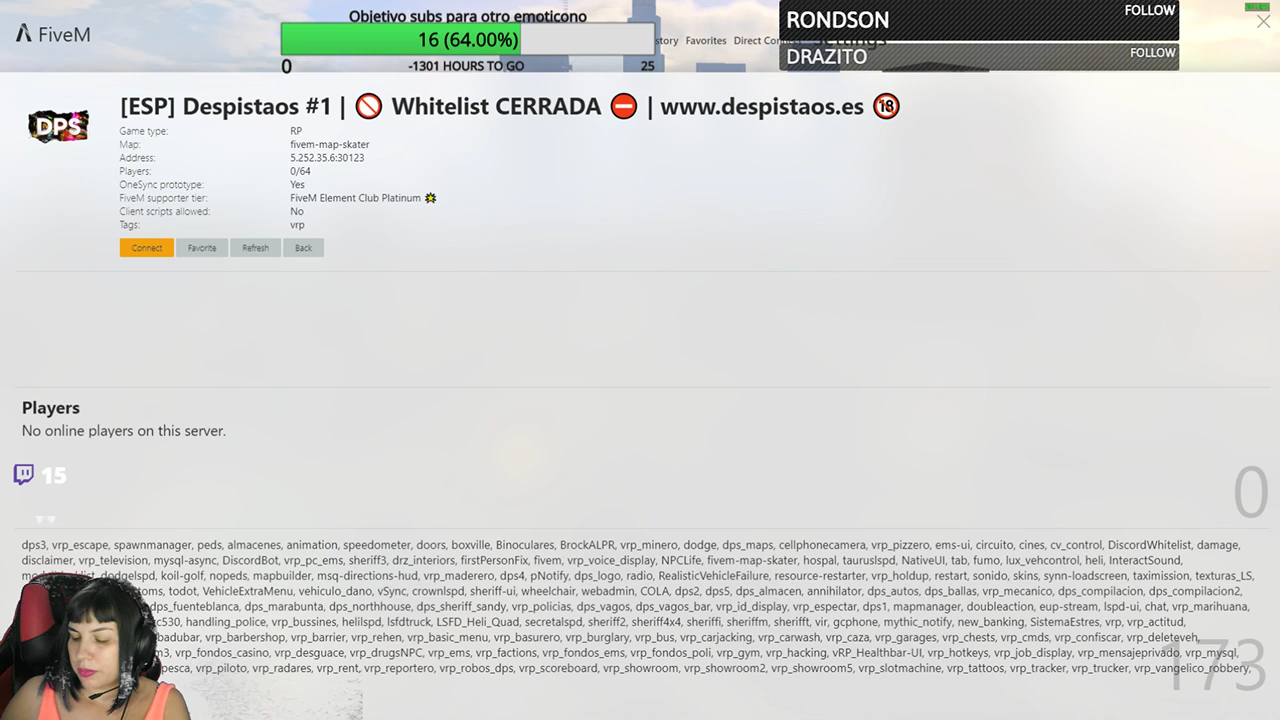 FiveM
Objetivo subs para otro emoticono
16 (64.00%)
0
-1301 HOURS TO GO
25
story Favorites Direct Settings
RONDSON
FOLLOW
DRAZITO
FOLLOW
DPS
[ESP] Despistaos #1 | 🚫 Whitelist CERRADA ⛔ | www.despistaos.es 🔞
Game type: RP
Map: fivem-map-skater
Address: 5.252.35.6:30123
Players: 0/64
OneSync prototype: Yes
FiveM supporter tier: FiveM Element Club Platinum
Client scripts allowed: No
Tags: vrp
Connect Favorite Refresh Back
Players
No online players on this server.
15
0
dps3, vrp_escape, spawnmanager, peds, almacenes, animation, speedometer, doors, boxville, Binoculares, BrockALPR, vrp_minero, dodge, dps_maps, cellphonecamera, vrp_pizzero, ems-ui, circuito, cines, cv_control, DiscordWhitelist, damage,
disclaimer, vrp_television, mysql-async, DiscordBot, vrp_pc_ems, sheriff3, drz_interiors, firstPersonFix, fivem, vrp_voice_display, NPCLife, fivem-map-skater, hospal, tauruslspd, NativeUI, tab, fumo, lux_vehcontrol, heli, InteractSound,
dodgelspd, koil-golf, nopeds, mapbuilder, msq-directions-hud, vrp_maderero, dps4, pNotify, dps_logo, radio, RealisticVehicleFailure, resource-restarter, vrp_holdup, restart, sonido, skins, synn-loadscreen, taximission, texturas_LS,
toms, todot, VehicleExtraMenu, vehiculo_dano, vSync, crownlspd, sheriff-ui, wheelchair, webadmin, COLA, dps2, dps5, dps_almacen, annihilator, dps_autos, dps_ballas, vrp_mecanico, dps_compilacion, dps_compilacion2,
dps_fuenteblanca, dps_marabunta, dps_northhouse, dps_sheriff_sandy, vrp_policias, dps_vagos, dps_vagos_bar, vrp_id_display, vrp_espectar, dps1, mapmanager, doubleaction, eup-stream, lspd-ui, chat, vrp_marihuana,
tc530, handling_police, vrp_bussines, helilspd, lsfdtruck, LSFD_Heli_Quad, secretalspd, sheriff2, sheriff4x4, sheriffi, sheriffm, sherifft, vir, gcphone, mythic_notify, new_banking, SistemaEstres, vrp, vrp_actitud,
badubar, vrp_barbershop, vrp_barrier, vrp_rehen, vrp_basic_menu, vrp_basurero, vrp_burglary, vrp_bus, vrp_carjacking, vrp_carwash, vrp_caza, vrp_garages, vrp_chests, vrp_cmds, vrp_confiscar, vrp_deleteveh,
m3, vrp_fondos_casino, vrp_desguace, vrp_drugsNPC, vrp_ems, vrp_factions, vrp_fondos_ems, vrp_fondos_poli, vrp_gym, vrp_hacking, vRP_Healthbar-UI, vrp_hotkeys, vrp_job_display, vrp_mensajeprivado, vrp_mysql,
pesca, vrp_piloto, vrp_radares, vrp_rent, vrp_reportero, vrp_robos_dps, vrp_scoreboard, vrp_showroom, vrp_showroom2, vrp_showroom5, vrp_slotmachine, vrp_tattoos, vrp_tracker, vrp_trucker, vrp_vangelico_robbery,
173